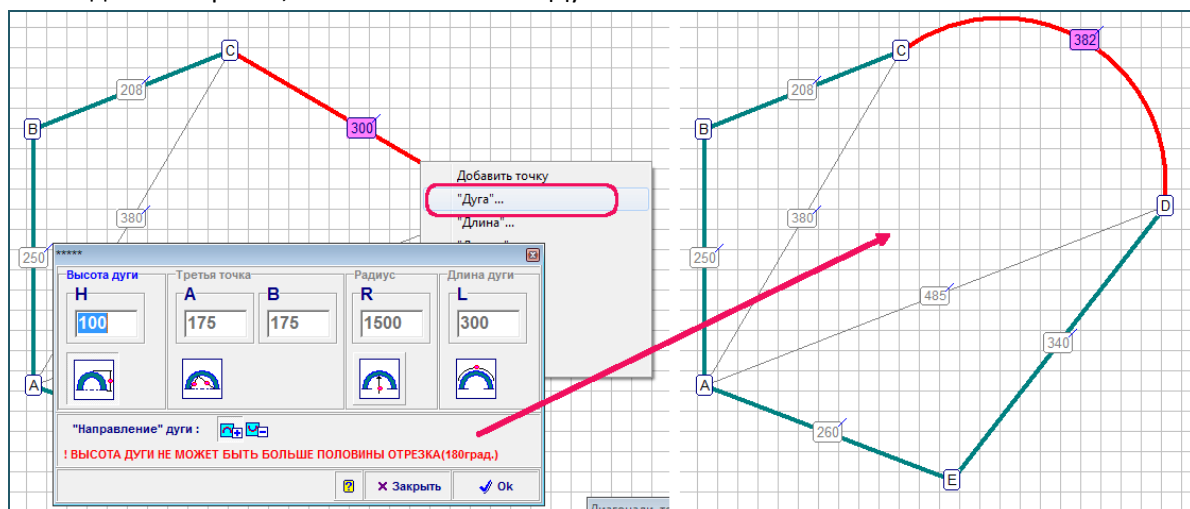 C
208
B
300
380
250
A
Добавить точку
"Дуга"...
"Длина"...
*****
Высота дуги
Третья точка
Радиус
Длина дуги
H
A
B
R
L
100
175
175
1500
300
"Направление" дуги :
! ВЫСОТА ДУГИ НЕ МОЖЕТ БЫТЬ БОЛЬШЕ ПОЛОВИНЫ ОТРЕЗКА(180град.)
? X Закрыть Ok
C
382
208
B
D
380
250
485
340
A
260
E